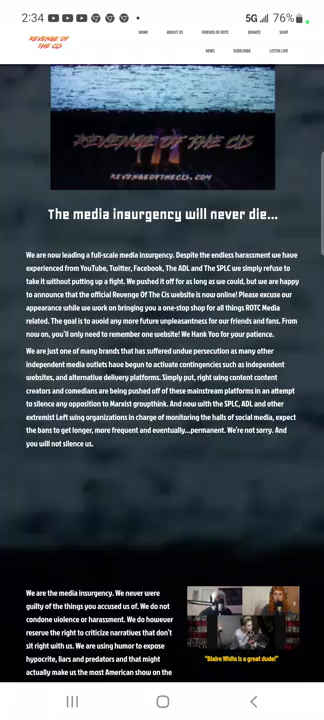 2:34
5G 76%
REVENGE OF THE CIS
HOME ABOUT US FRIENDS OF ROTC DONATE SHOP
NEWS SUBSCRIBE LISTEN LIVE
REVENGE OF THE CIS
REVENGEOFTHECIS.COM
The media insurgency will never die...
We are now leading a full-scale media insurgency. Despite the endless harassment we have
experienced from YouTube, Twitter, Facebook, The ADL and The SPLC we simply refuse to
take it without putting up a fight. We pushed it off for as long as we could, but we are happy
to announce that the official Revenge Of The Cis website is now online! Please excuse our
appearance while we work on bringing you a one-stop shop for all things ROTC Media
related. The goal is to avoid any more future unpleasantness for our friends and fans. From
now on, you'll only need to remember one website! We Hank You for your patience.
We are just one of many brands that has suffered undue persecution as many other
independent media outlets have begun to activate contingencies such as independent
websites, and alternative delivery platforms. Simply put, right wing content content
creators and comedians are being pushed off of these mainstream platforms in an attempt
to silence any opposition to Marxist groupthink. And now with the SPLC, ADL and other
extremist Left wing organizations in charge of monitoring the halls of social media, expect
the bans to get longer, more frequent and eventually...permanent. We're not sorry. And
you will not silence us.
We are the media insurgency. We never were
guilty of the things you accused us of. We do not
condone violence or harassment. We do however
reserve the right to criticize narratives that don't
sit right with us. We are using humor to expose
hypocrite, liars and predators and that might
actually make us the most American show on the
"Blaire White is a great dude!"